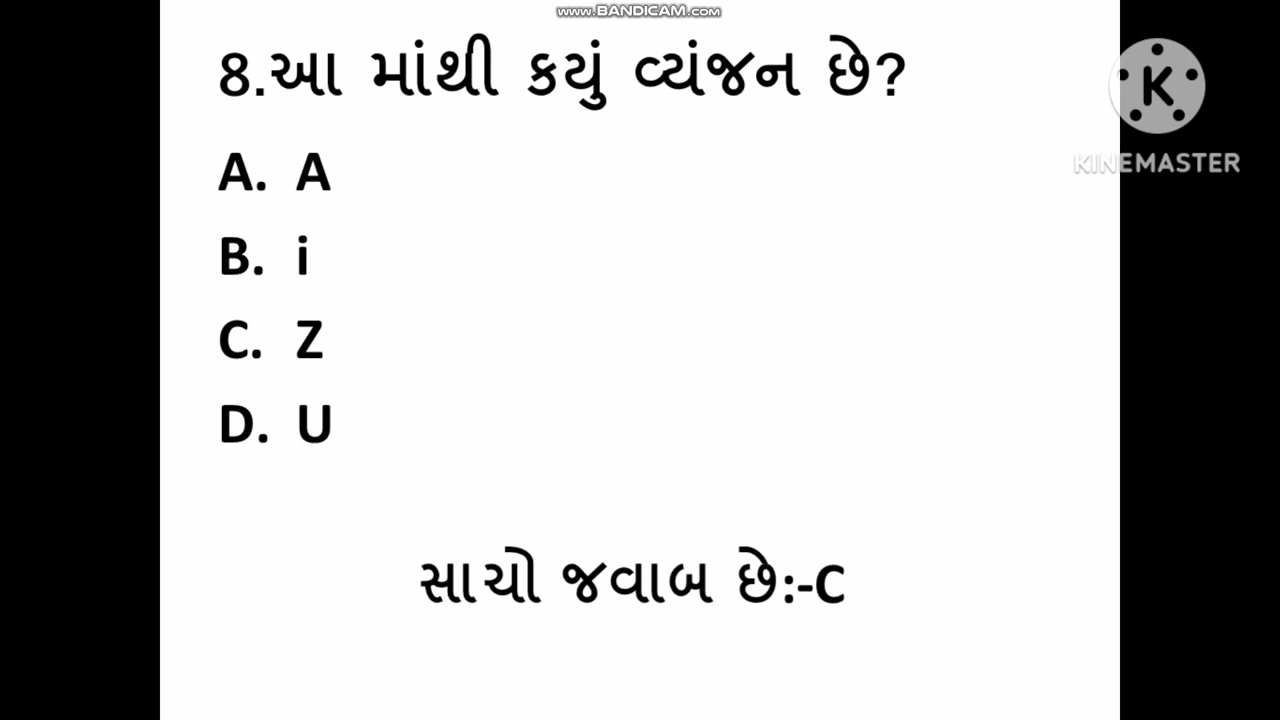 www.BANDICAM.com
8.આ માંથી કયું વ્યંજન છે?
K
KINEMASTER
A. A
B. i
C. Z
D. U
સાચો જવાબ છે:-C